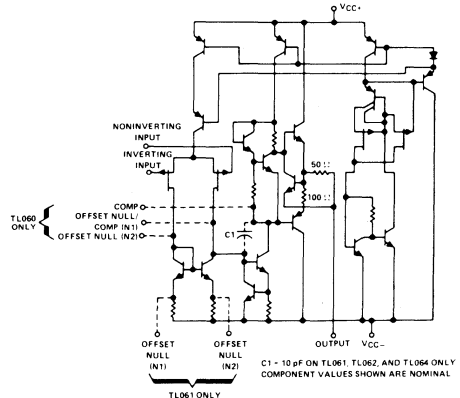 VCC+
NONINVERTING
INPUT
INVERTING
INPUT
50 Ω
100 Ω
TL060
ONLY
COMP
OFFSET NULL/
COMP (N1)
OFFSET NULL (N2)
C1
OFFSET
NULL
(N1)
OFFSET
NULL
(N2)
OUTPUT
VCC-
TL061 ONLY
C1 - 10 pF ON TL061, TL062, AND TL064 ONLY
COMPONENT VALUES SHOWN ARE NOMINAL